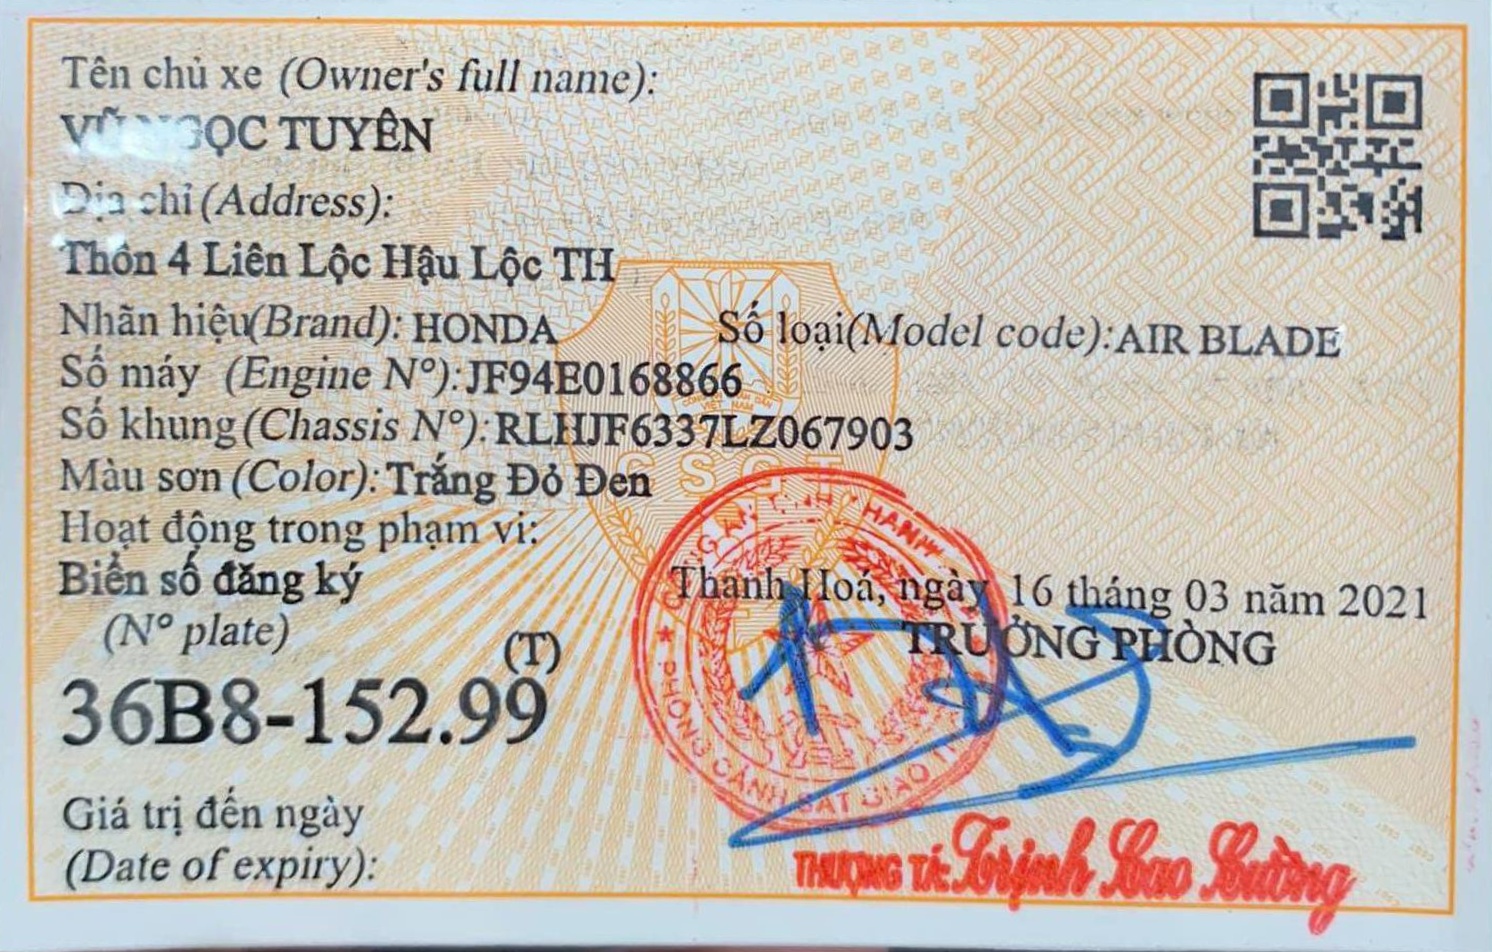 Tên chủ xe (Owner's full name):
VŨ NGỌC TUYÊN
Địa chỉ (Address):
Thôn 4 Liên Lộc Hậu Lộc TH
Nhãn hiệu(Brand): HONDA Số loại(Model code):AIR BLADE
Số máy (Engine N°):JF94E0168866
Số khung(Chassis N°):RLHJF6337LZ067903
Màu sơn (Color):Trắng Đỏ Đen
CSGT
Hoạt động trong phạm vi:
Biển số đăng ký
(N° plate)
(T)
36B8-152.99
Thanh Hoá, ngày 16 tháng 03 năm 2021
TRƯỞNG PHÒNG
PHÒNG CẢNH SÁT GIAO
Giá trị đến ngày
(Date of expiry):
THƯỢNG TÁ: Trịnh Cao Cường